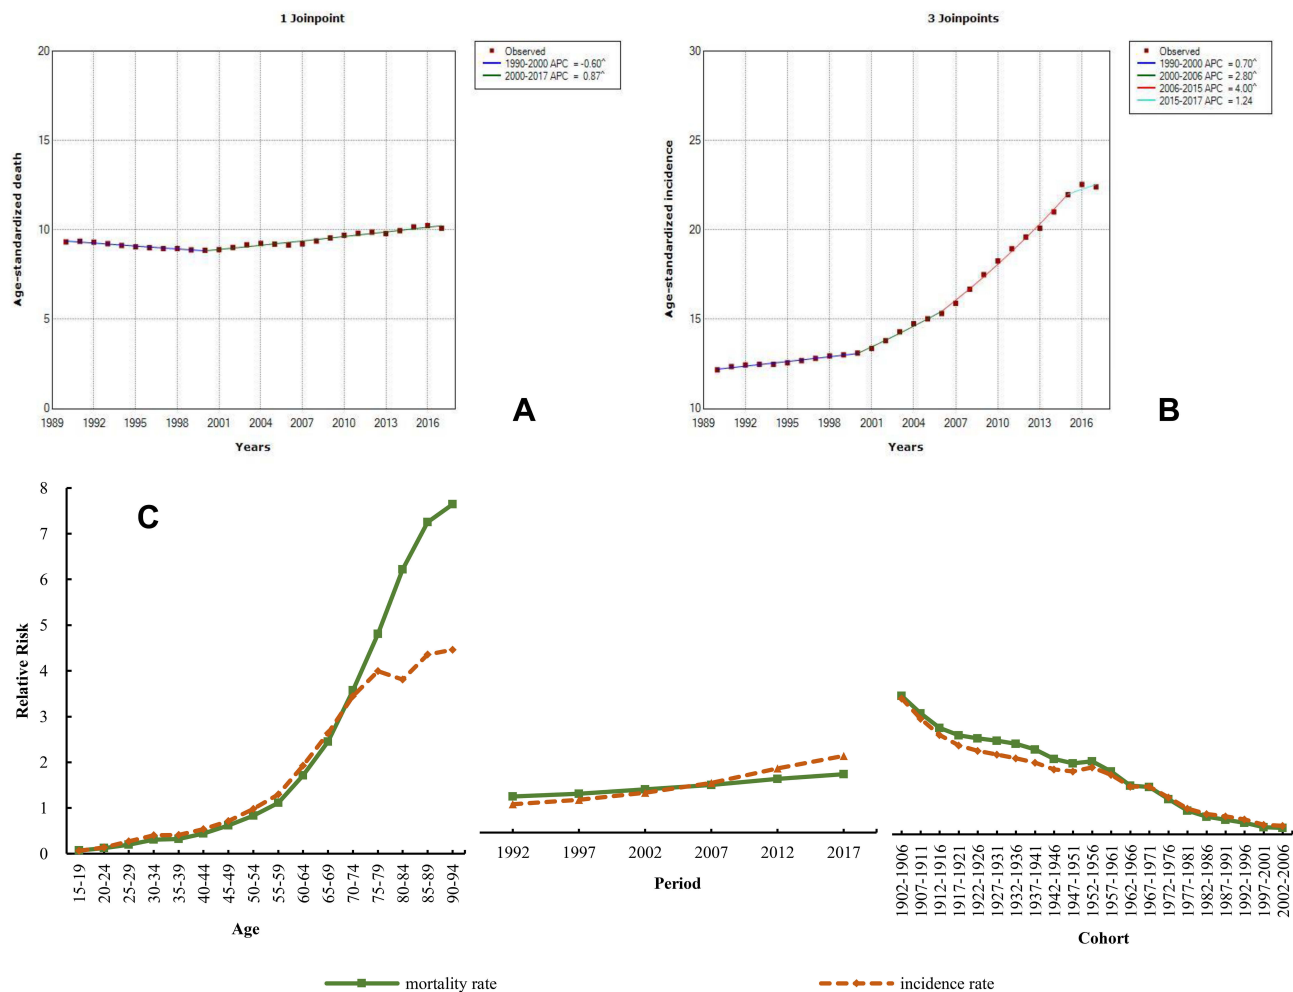 1 Joinpoint
20
15
10
5
0
1989 1992 1995 1998 2001 2004 2007 2010 2013 2016
Age-standardized death
Years
Observed
1990-2000 APC = -0.60^
2000-2017 APC = 0.87^
A
3 Joinpoints
30
25
20
15
10
1989 1992 1995 1998 2001 2004 2007 2010 2013 2016
Age-standardized incidence
Years
Observed
1990-2000 APC = 0.70^
2000-2006 APC = 2.80^
2006-2015 APC = 4.00^
2015-2017 APC = 1.24
B
C
8
7
6
5
4
3
2
1
0
Relative Risk
15-19
20-24
25-29
30-34
35-39
40-44
45-49
50-54
55-59
60-64
65-69
70-74
75-79
80-84
85-89
90-94
Age
1992 1997 2002 2007 2012 2017
Period
1902-1906
1907-1911
1912-1916
1917-1921
1922-1926
1927-1931
1932-1936
1937-1941
1942-1946
1947-1951
1952-1956
1957-1961
1962-1966
1967-1971
1972-1976
1977-1981
1982-1986
1987-1991
1992-1996
1997-2001
2002-2006
Cohort
mortality rate
incidence rate